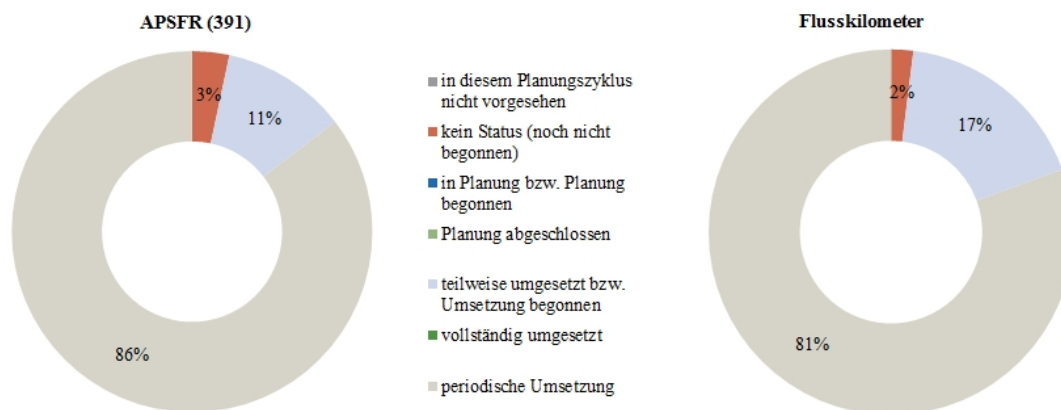 APSFR (391)
3%
11%
86%
in diesem Planungszyklus
nicht vorgesehen
kein Status (noch nicht
begonnen)
in Planung bzw. Planung
begonnen
Planung abgeschlossen
teilweise umgesetzt bzw.
Umsetzung begonnen
vollständig umgesetzt
periodische Umsetzung
Flusskilometer
2%
17%
81%